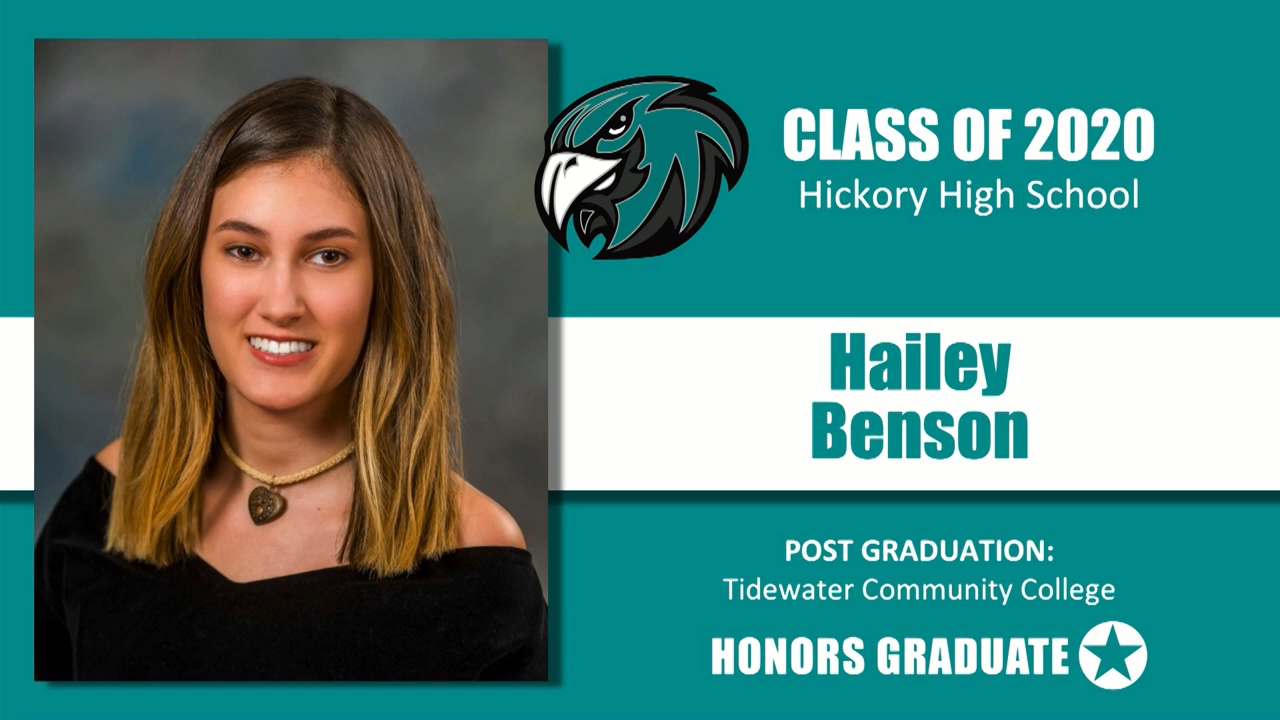 CLASS OF 2020
Hickory High School
Hailey
Benson
POST GRADUATION:
Tidewater Community College
HONORS GRADUATE